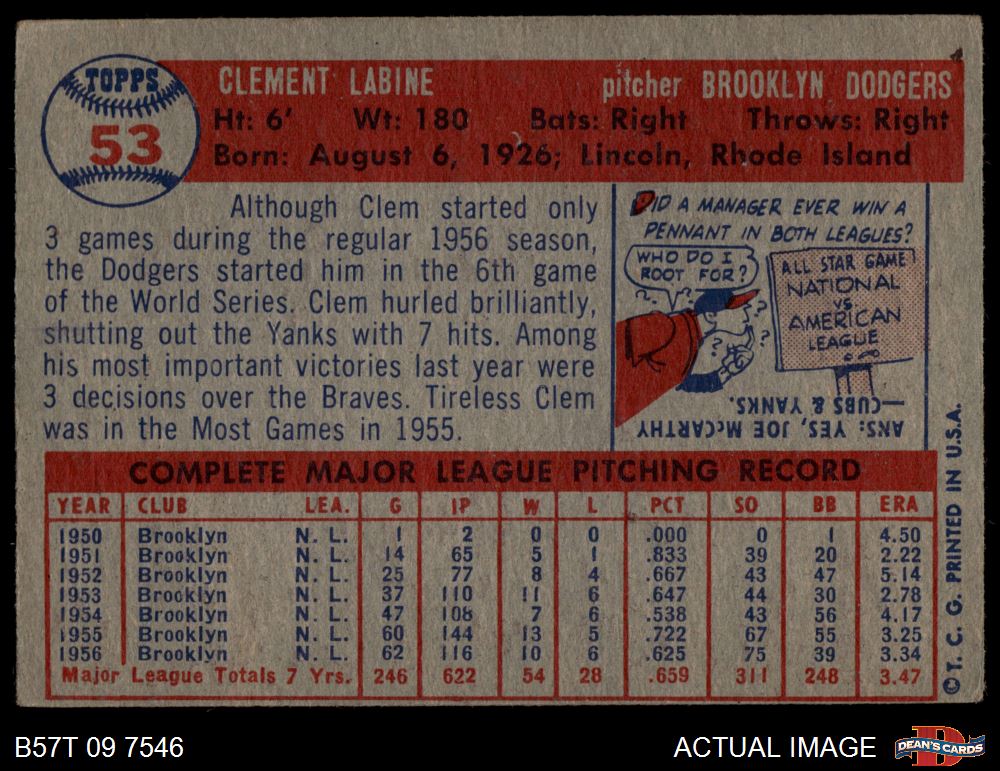 TOPPS
53
CLEMENT LABINE pitcher BROOKLYN DODGERS
Ht: 6' Wt: 180 Bats: Right Throws: Right
Born: August 6, 1926; Lincoln, Rhode Island
Although Clem started only
3 games during the regular 1956 season,
the Dodgers started him in the 6th game
of the World Series. Clem hurled brilliantly,
shutting out the Yanks with 7 hits. Among
his most important victories last year were
3 decisions over the Braves. Tireless Clem
was in the Most Games in 1955.
DID A MANAGER EVER WIN A
PENNANT IN BOTH LEAGUES?
WHO DO I
ROOT FOR?
ALL STAR GAME
NATIONAL
VS.
AMERICAN
LEAGUE
ANS: YES, JOE McCARTHY
—CUBS & YANKS.
COMPLETE MAJOR LEAGUE PITCHING RECORD
YEAR CLUB LEA. G IP W L PCT SO BB ERA
1950 Brooklyn N. L. 1 2 0 0 .000 0 1 4.50
1951 Brooklyn N. L. 14 65 5 1 .833 39 20 2.22
1952 Brooklyn N. L. 25 77 8 4 .667 43 47 5.14
1953 Brooklyn N. L. 37 110 11 6 .647 44 30 2.78
1954 Brooklyn N. L. 47 108 7 6 .538 43 56 4.17
1955 Brooklyn N. L. 60 144 13 5 .722 67 55 3.25
1956 Brooklyn N. L. 62 116 10 6 .625 75 39 3.34
Major League Totals 7 Yrs. 246 622 54 28 .659 311 248 3.47
© T. C. G. PRINTED IN U.S.A.
B57T 09 7546
ACTUAL IMAGE
DEAN'S CARDS